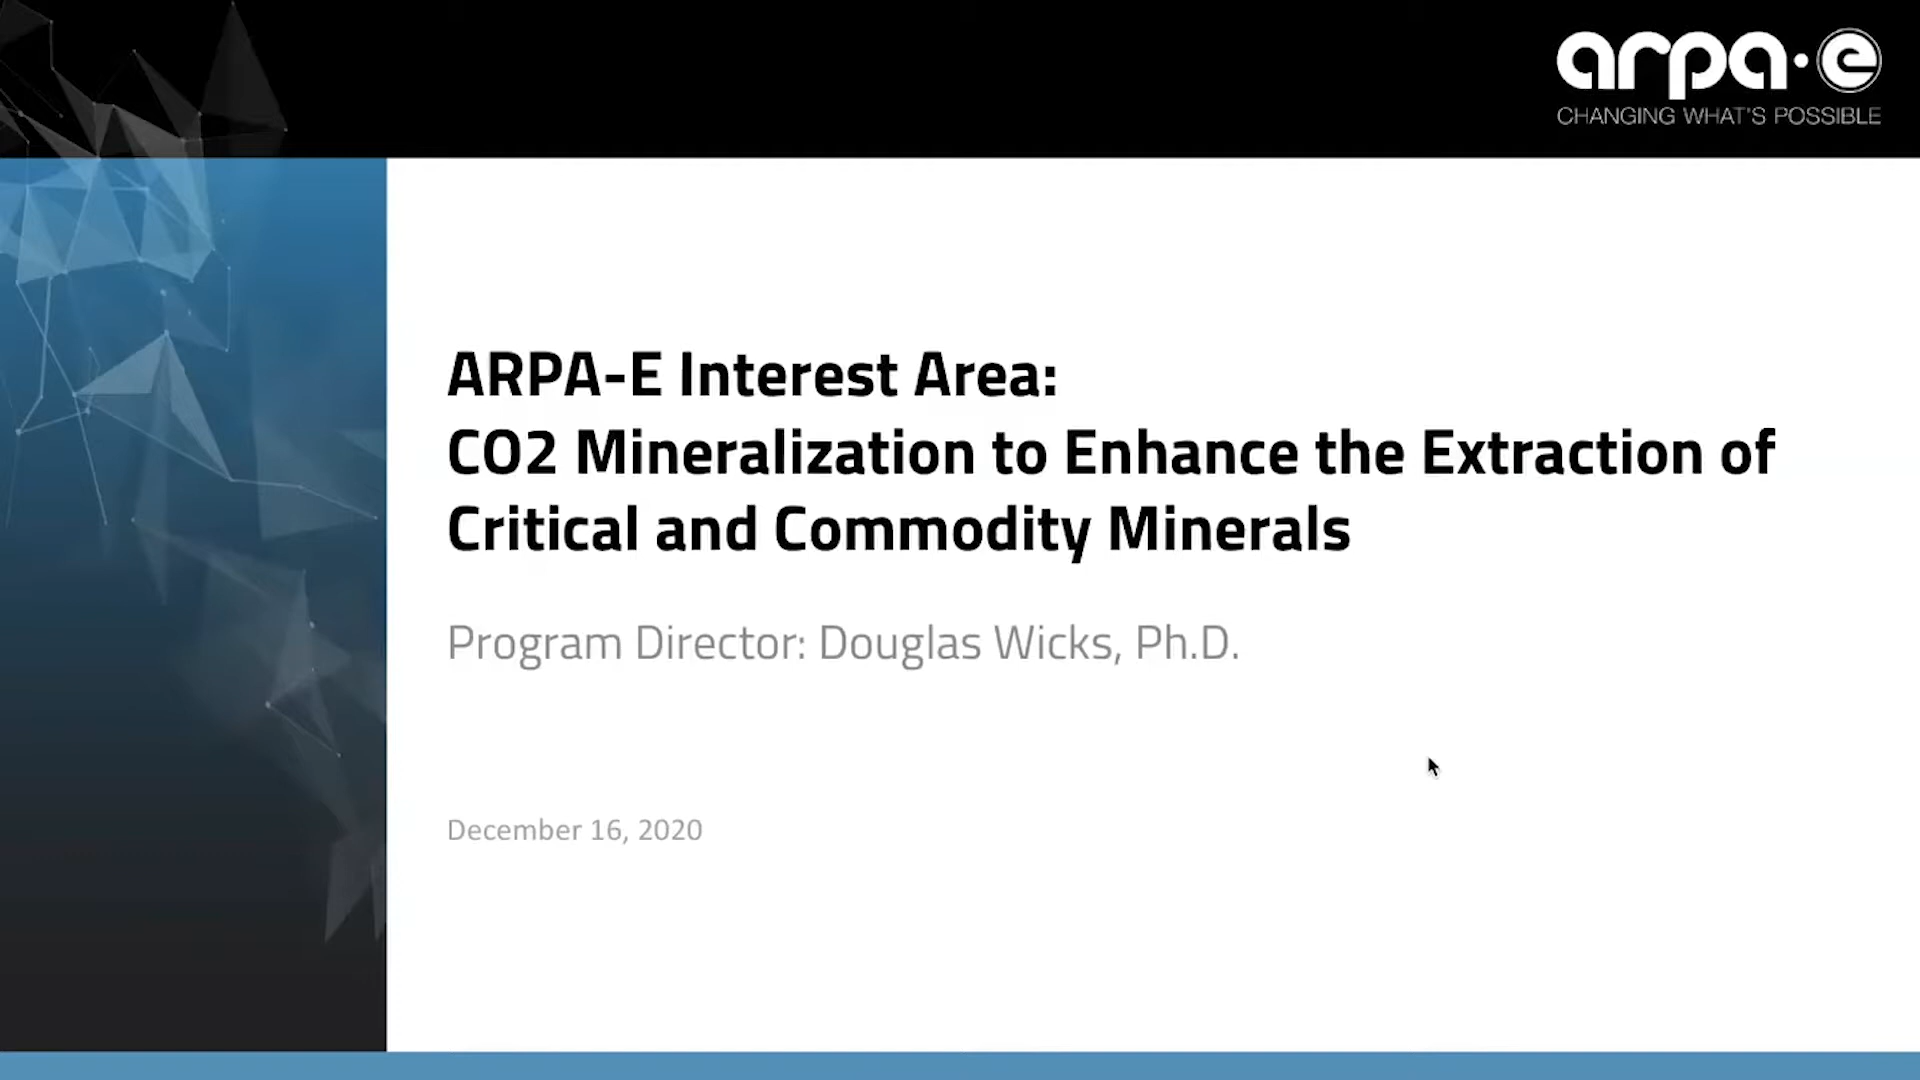 arpa·e
CHANGING WHAT'S POSSIBLE
ARPA-E Interest Area:
CO2 Mineralization to Enhance the Extraction of
Critical and Commodity Minerals
Program Director: Douglas Wicks, Ph.D.
December 16, 2020